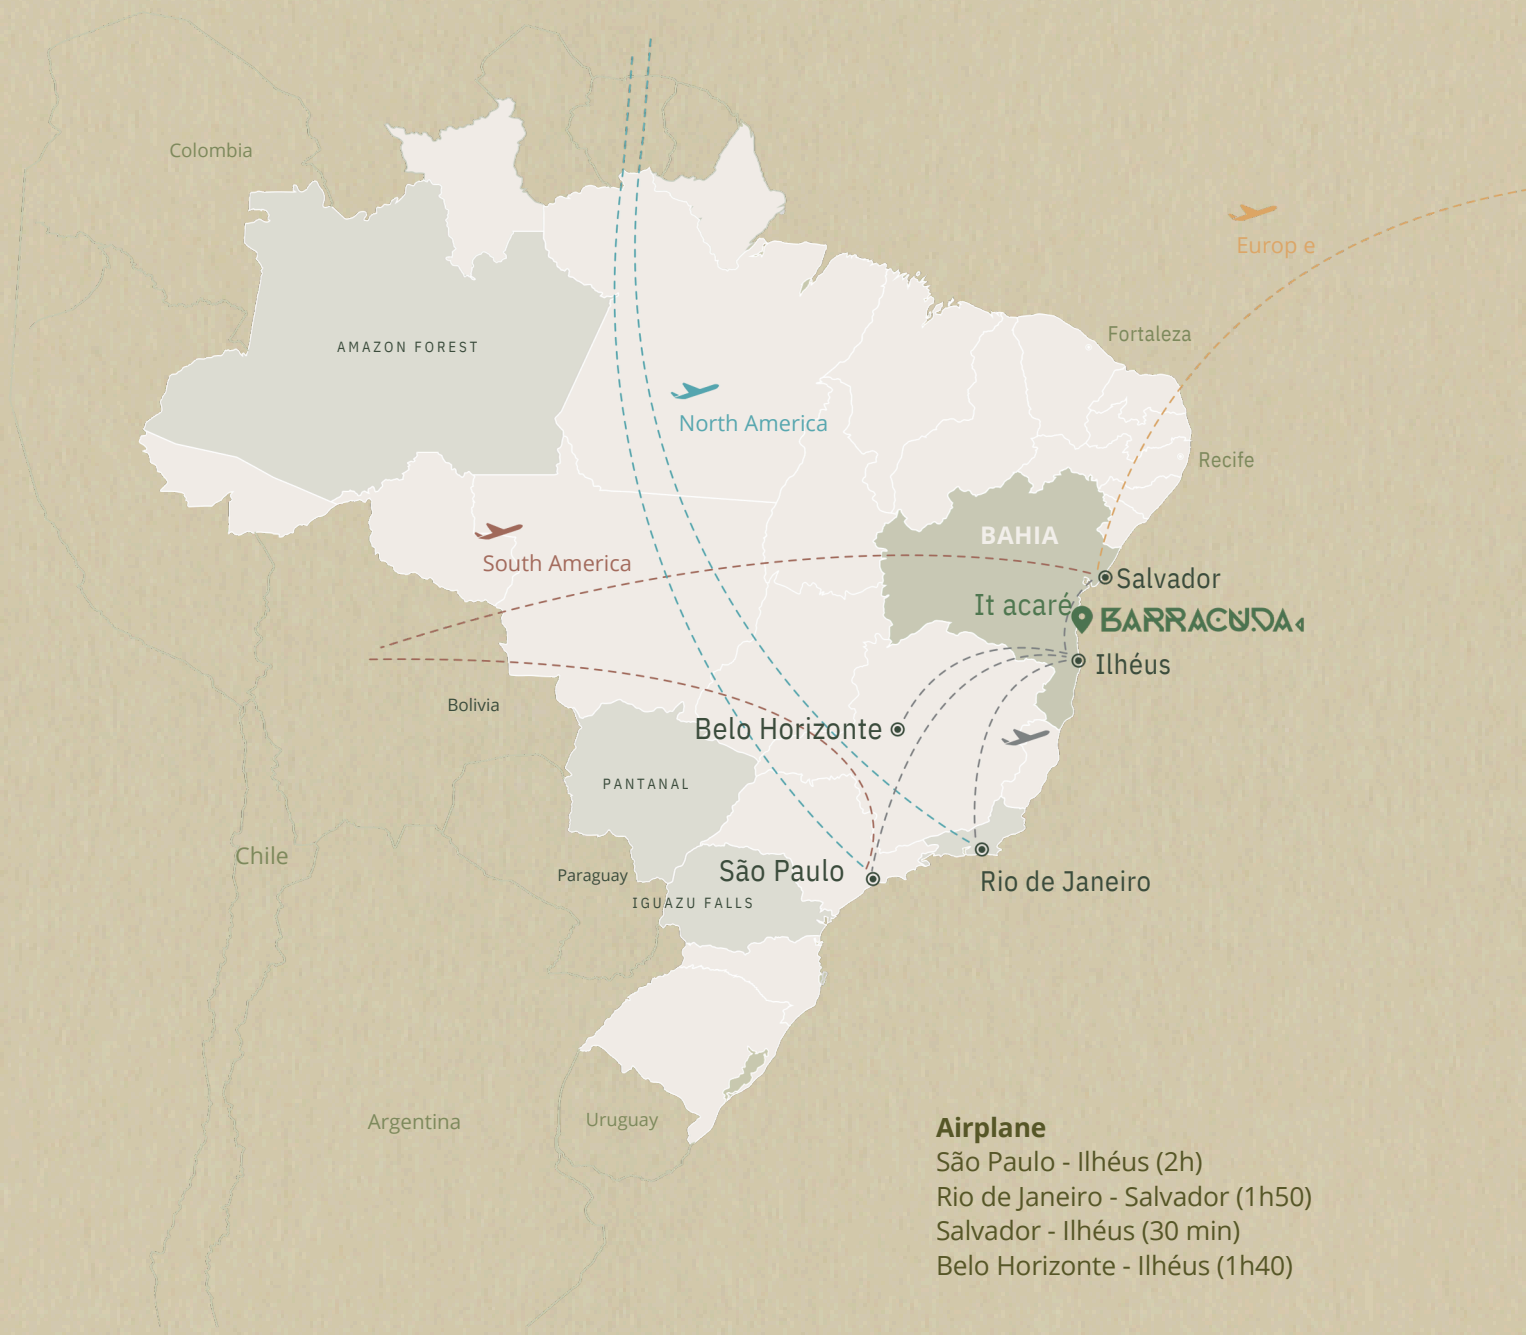 Colombia
Europ e
Fortaleza
AMAZON FOREST
North America
Recife
BAHIA
South America
Salvador
It acaré
BARRACUDA
Ilhéus
Bolivia
Belo Horizonte
PANTANAL
Chile
Paraguay
São Paulo
Rio de Janeiro
IGUAZU FALLS
Argentina
Uruguay
Airplane
São Paulo - Ilhéus (2h)
Rio de Janeiro - Salvador (1h50)
Salvador - Ilhéus (30 min)
Belo Horizonte - Ilhéus (1h40)